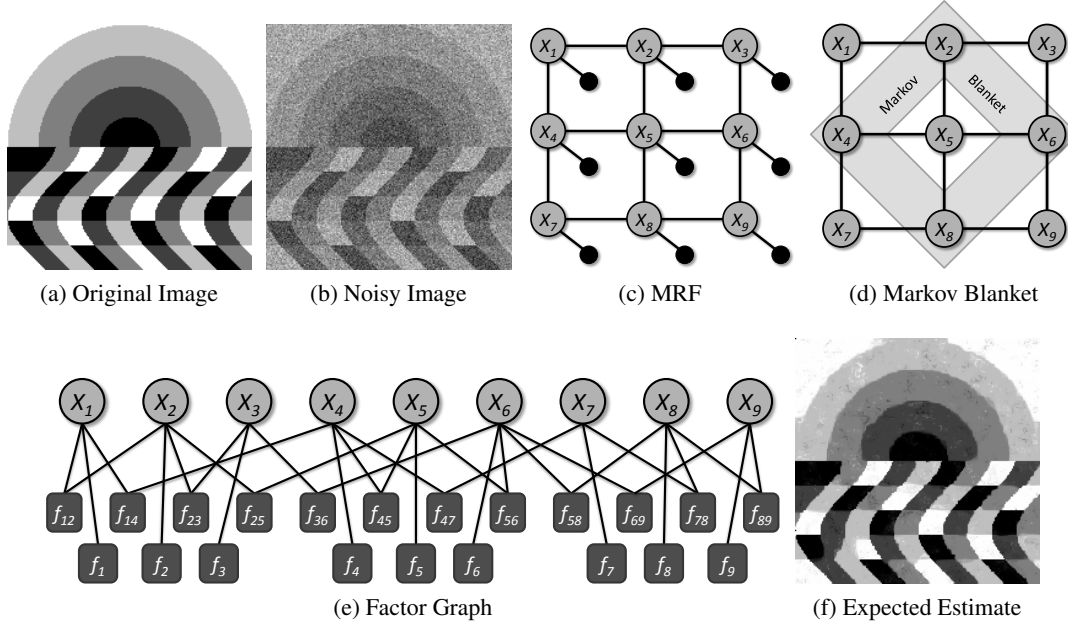 X1 X2 X3
X4 X5 X6
X7 X8 X9
X1 X2 X3
Markov Blanket
X4 X5 X6
X7 X8 X9
(a) Original Image
(b) Noisy Image
(c) MRF
(d) Markov Blanket
X1 X2 X3 X4 X5 X6 X7 X8 X9
f12 f14 f23 f25 f36 f45 f47 f56 f58 f69 f78 f89
f1 f2 f3 f4 f5 f6 f7 f8 f9
(e) Factor Graph
(f) Expected Estimate